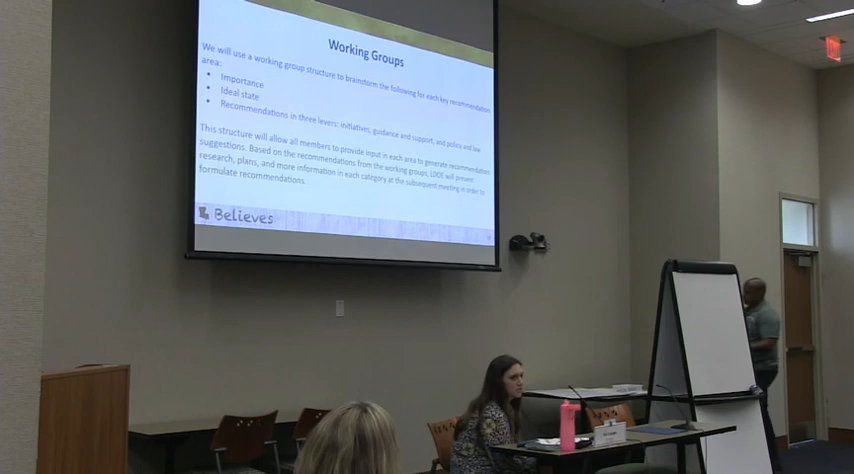 Working Groups
We will use a working group structure to brainstorm the following for each key recommendation
area:
• Importance
• Ideal state
• Recommendations in three levers: initiatives, guidance and support, and policy and law
This structure will allow all members to provide input in each area to generate recommendation
suggestions. Based on the recommendations from the working groups, LDOE will present
research, plans, and more information in each category at the subsequent meeting in order to
formulate recommendations.
Believes